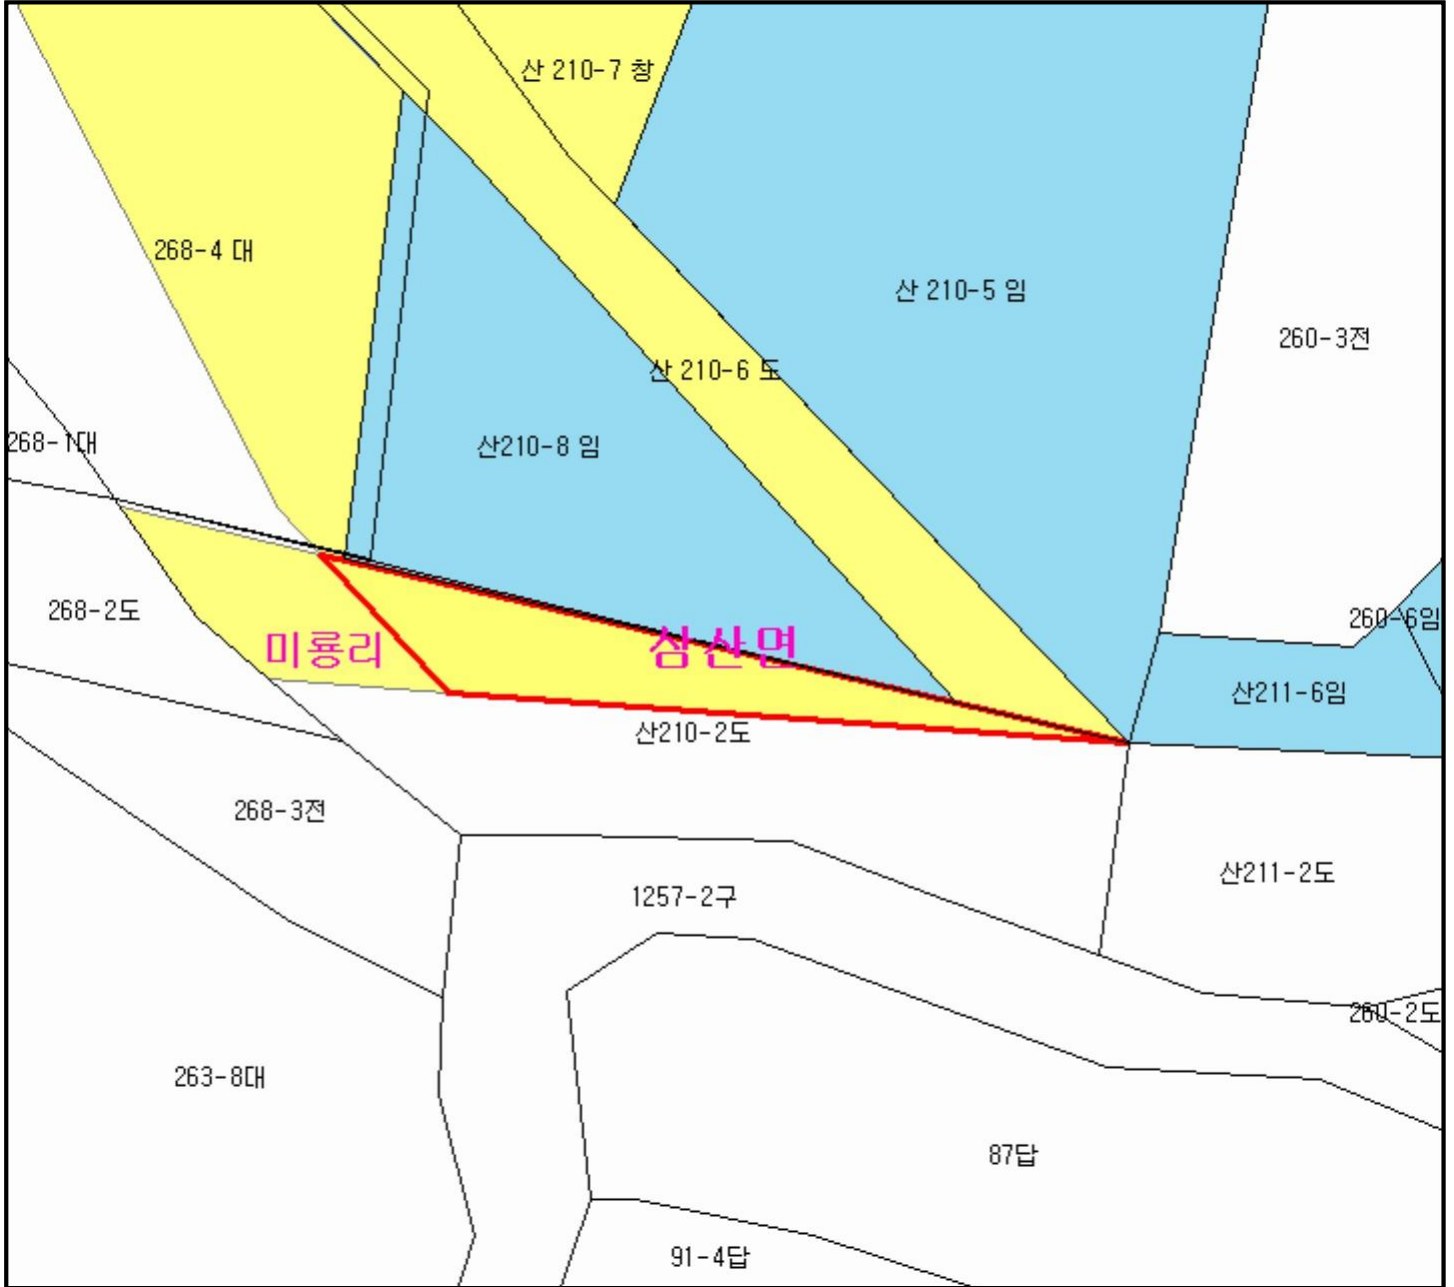 산 210-7 창
268-4 대
산 210-5 임
260-3전
산 210-6 도
268-1대
산210-8 임
268-2도
260-6임
미룡리
삼산면
산211-6임
산210-2도
268-3전
산211-2도
1257-2구
260-2도
263-8대
87답
91-4답